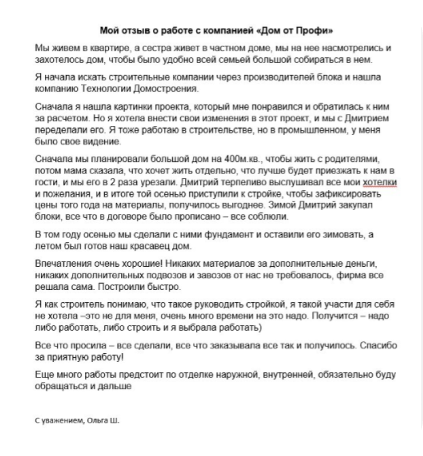 Мой отзыв о работе с компанией «Дом от Профи»
Мы живем в квартире, а сестра живет в частном доме, мы на нее насмотрелись и
захотелось дом, чтобы было удобно всей семьей большой собираться в нем.
Я начала искать строительные компании через производителей блока и нашла
компанию Технологии Домостроения.
Сначала я нашла картинки проекта, который мне понравился и обратилась к ним
за расчетом. Но я хотела внести свои изменения в этот проект, и мы с Дмитрием
переделали его. Я тоже работаю в строительстве, но в промышленном, у меня
было свое видение.
Сначала мы планировали большой дом на 400м.кв., чтобы жить с родителями,
потом мама сказала, что хочет жить отдельно, что лучше будет приезжать к нам в
гости, и мы его в 2 раза урезали. Дмитрий терпеливо выслушивал все мои хотелки
и пожелания, и в итоге той осенью приступили к стройке, чтобы зафиксировать
цены того года на материалы, получилось выгоднее. Зимой Дмитрий закупал
блоки, все что в договоре было прописано – все соблюли.
В том году осенью мы сделали с ними фундамент и оставили его зимовать, а
летом был готов наш красавец дом.
Впечатления очень хорошие! Никаких материалов за дополнительные деньги,
никаких дополнительных подвозов и завозов от нас не требовалось, фирма все
решала сама. Построили быстро.
Я как строитель понимаю, что такое руководить стройкой, я такой участи для себя
не хотела –это не для меня, очень много времени на это надо. Получится – надо
либо работать, либо строить и я выбрала работать)
Все что просила – все сделали, все что заказывала все так и получилось. Спасибо
за приятную работу!
Еще много работы предстоит по отделке наружной, внутренней, обязательно буду
обращаться и дальше
С уважением, Ольга Ш.